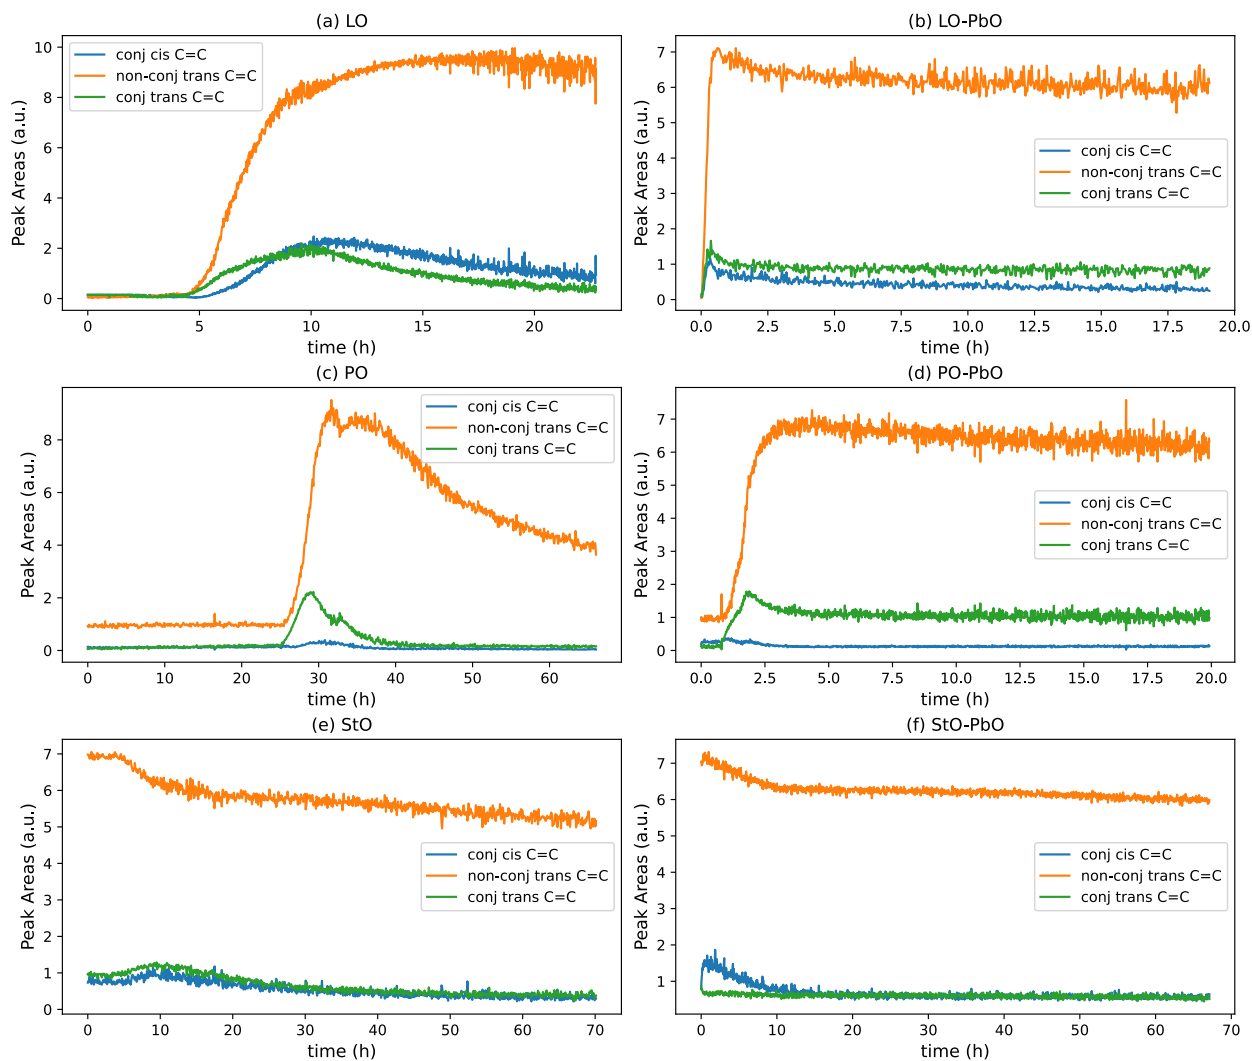 (a) LO
Peak Areas (a.u.)
10
8
6
4
2
0
conj cis C=C
non-conj trans C=C
conj trans C=C
0 5 10 15 20
time (h)
(b) LO-PbO
Peak Areas (a.u.)
7
6
5
4
3
2
1
0
conj cis C=C
non-conj trans C=C
conj trans C=C
0.0 2.5 5.0 7.5 10.0 12.5 15.0 17.5 20.0
time (h)
(c) PO
Peak Areas (a.u.)
8
6
4
2
0
conj cis C=C
non-conj trans C=C
conj trans C=C
0 10 20 30 40 50 60
time (h)
(d) PO-PbO
Peak Areas (a.u.)
7
6
5
4
3
2
1
0
conj cis C=C
non-conj trans C=C
conj trans C=C
0.0 2.5 5.0 7.5 10.0 12.5 15.0 17.5 20.0
time (h)
(e) StO
Peak Areas (a.u.)
7
6
5
4
3
2
1
0
conj cis C=C
non-conj trans C=C
conj trans C=C
0 10 20 30 40 50 60 70
time (h)
(f) StO-PbO
Peak Areas (a.u.)
7
6
5
4
3
2
1
conj cis C=C
non-conj trans C=C
conj trans C=C
0 10 20 30 40 50 60 70
time (h)